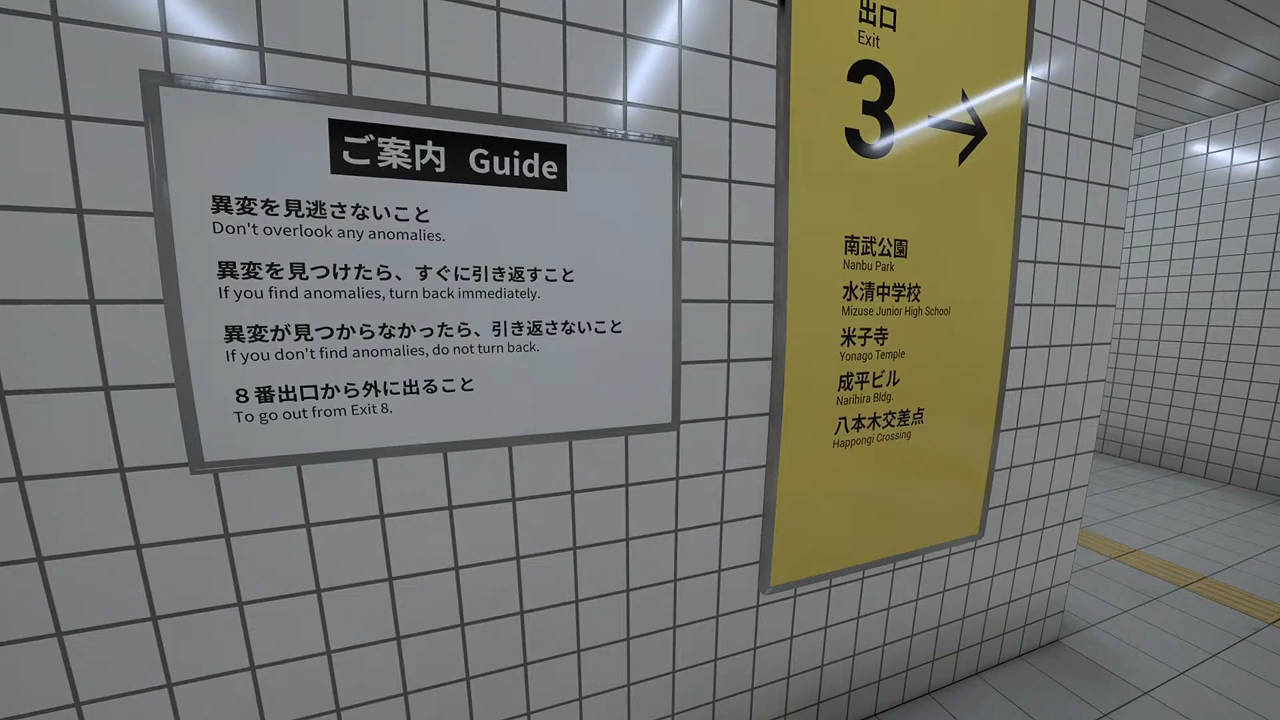 ご案内 Guide
異変を見逃さないこと
Don't overlook any anomalies.
異変を見つけたら、すぐに引き返すこと
If you find anomalies, turn back immediately.
異変が見つからなかったら、引き返さないこと
If you don't find anomalies, do not turn back.
８番出口から外に出ること
To go out from Exit 8.
出口
Exit
3
南武公園
Nanbu Park
水清中学校
Mizuse Junior High School
米子寺
Yonago Temple
成平ビル
Narihira Bldg.
八本木交差点
Happongi Crossing